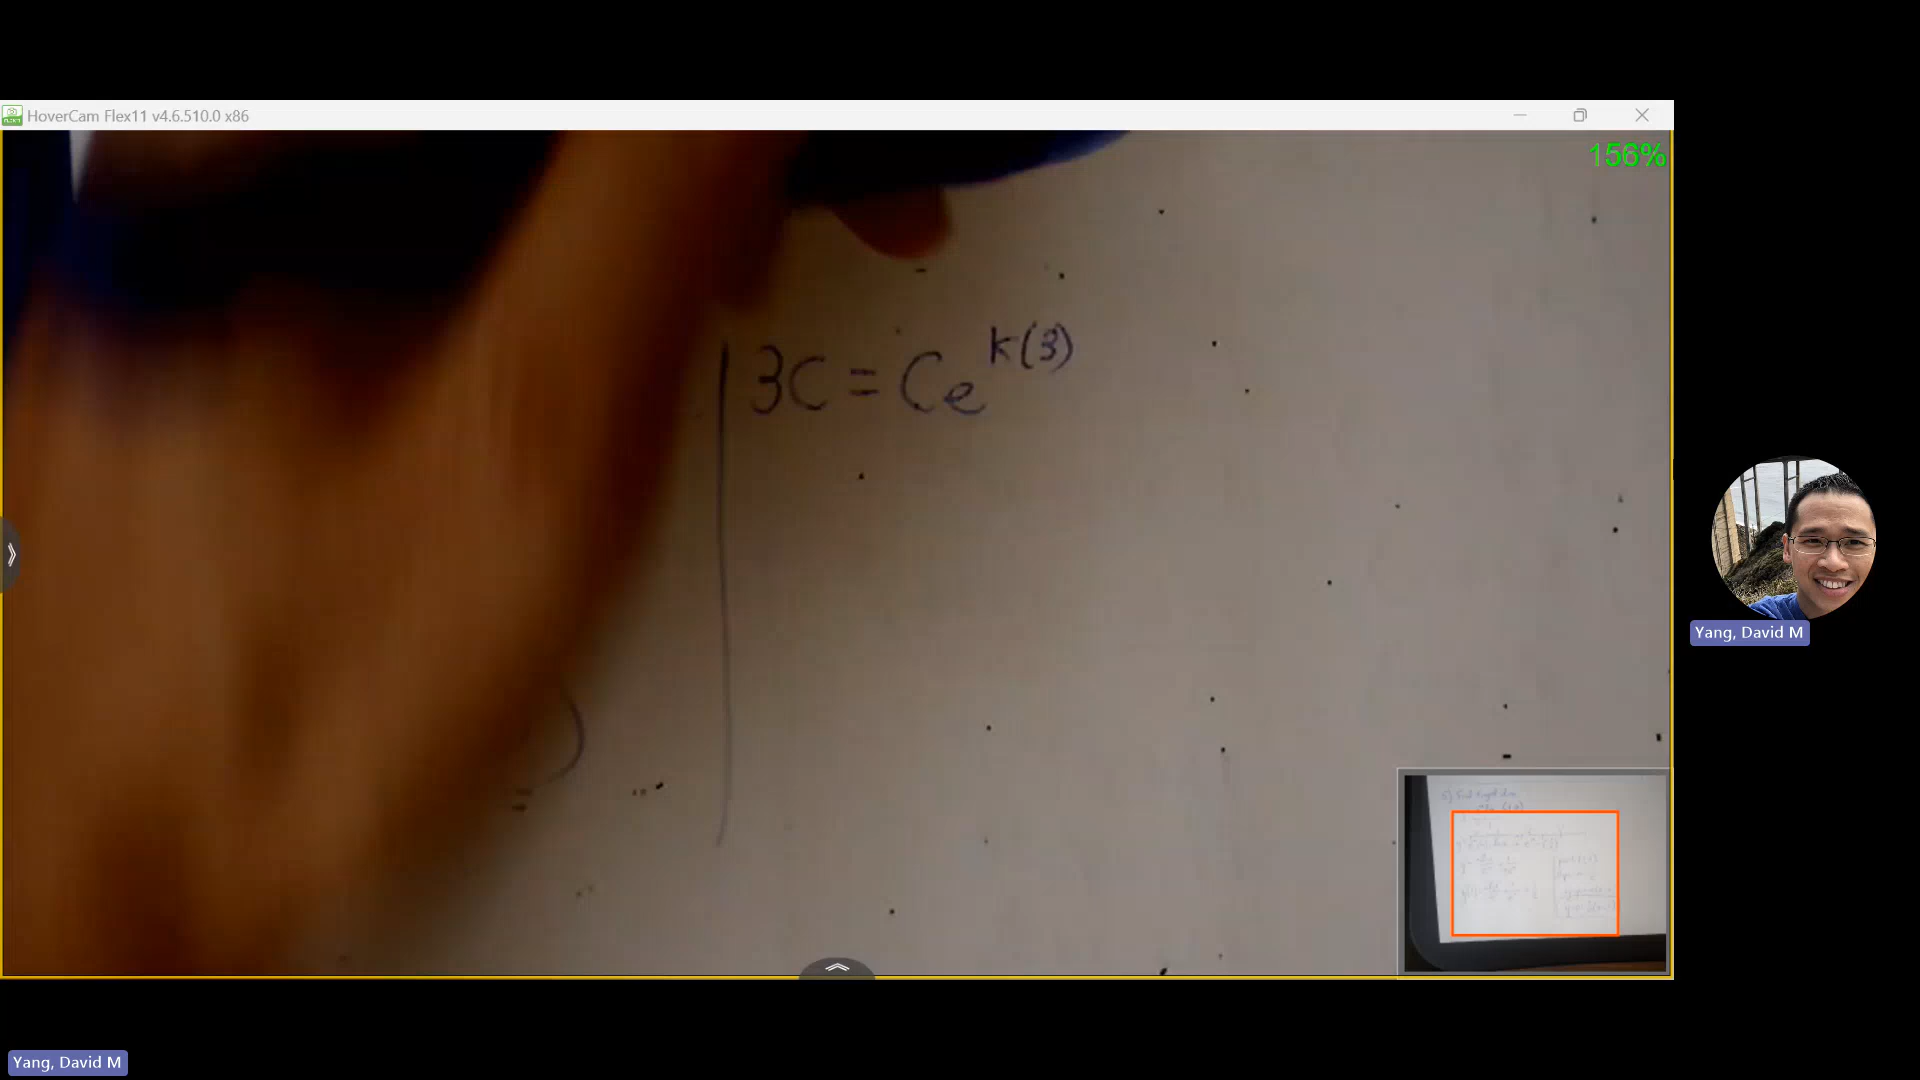 HoverCam Flex11 v4.6.510.0 x86
156%
3C = Ce^k(3)
Yang, David M
Yang, David M